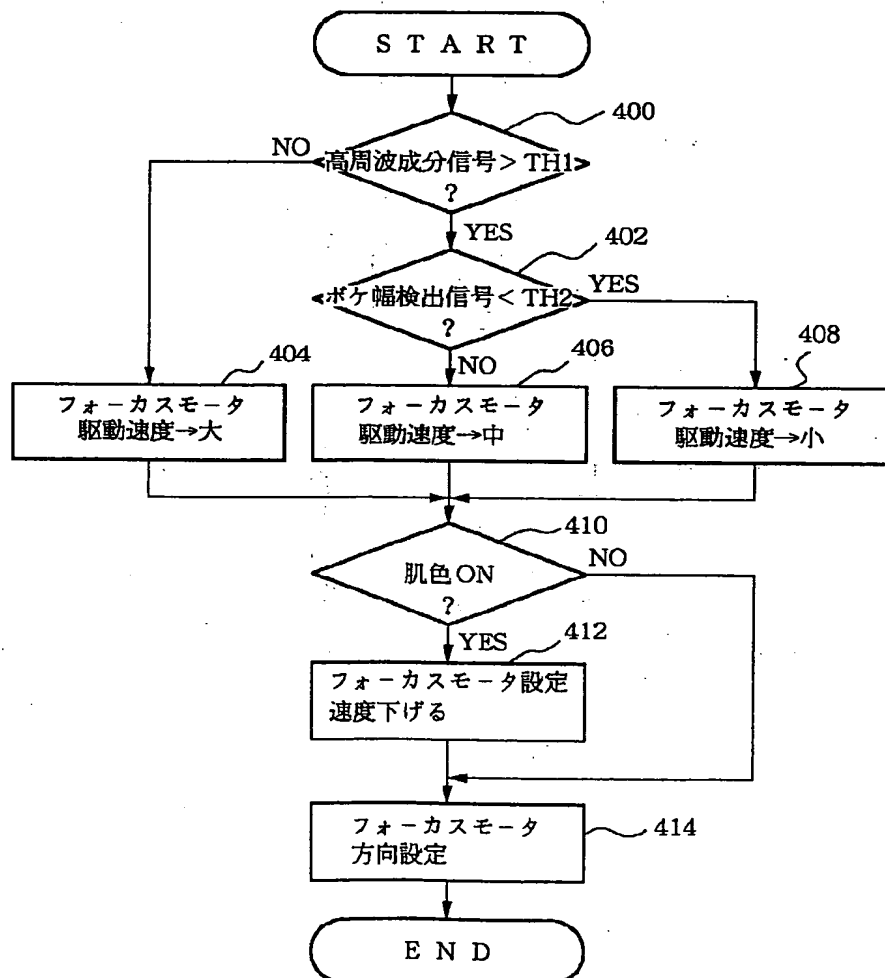 START
400
NO
高周波成分信号 > TH1
?
YES
402
ボケ幅検出信号 < TH2
?
YES
NO
404
フォーカスモータ
駆動速度→大
406
フォーカスモータ
駆動速度→中
408
フォーカスモータ
駆動速度→小
410
肌色ON
?
NO
YES
412
フォーカスモータ設定
速度下げる
フォーカスモータ
方向設定
414
END